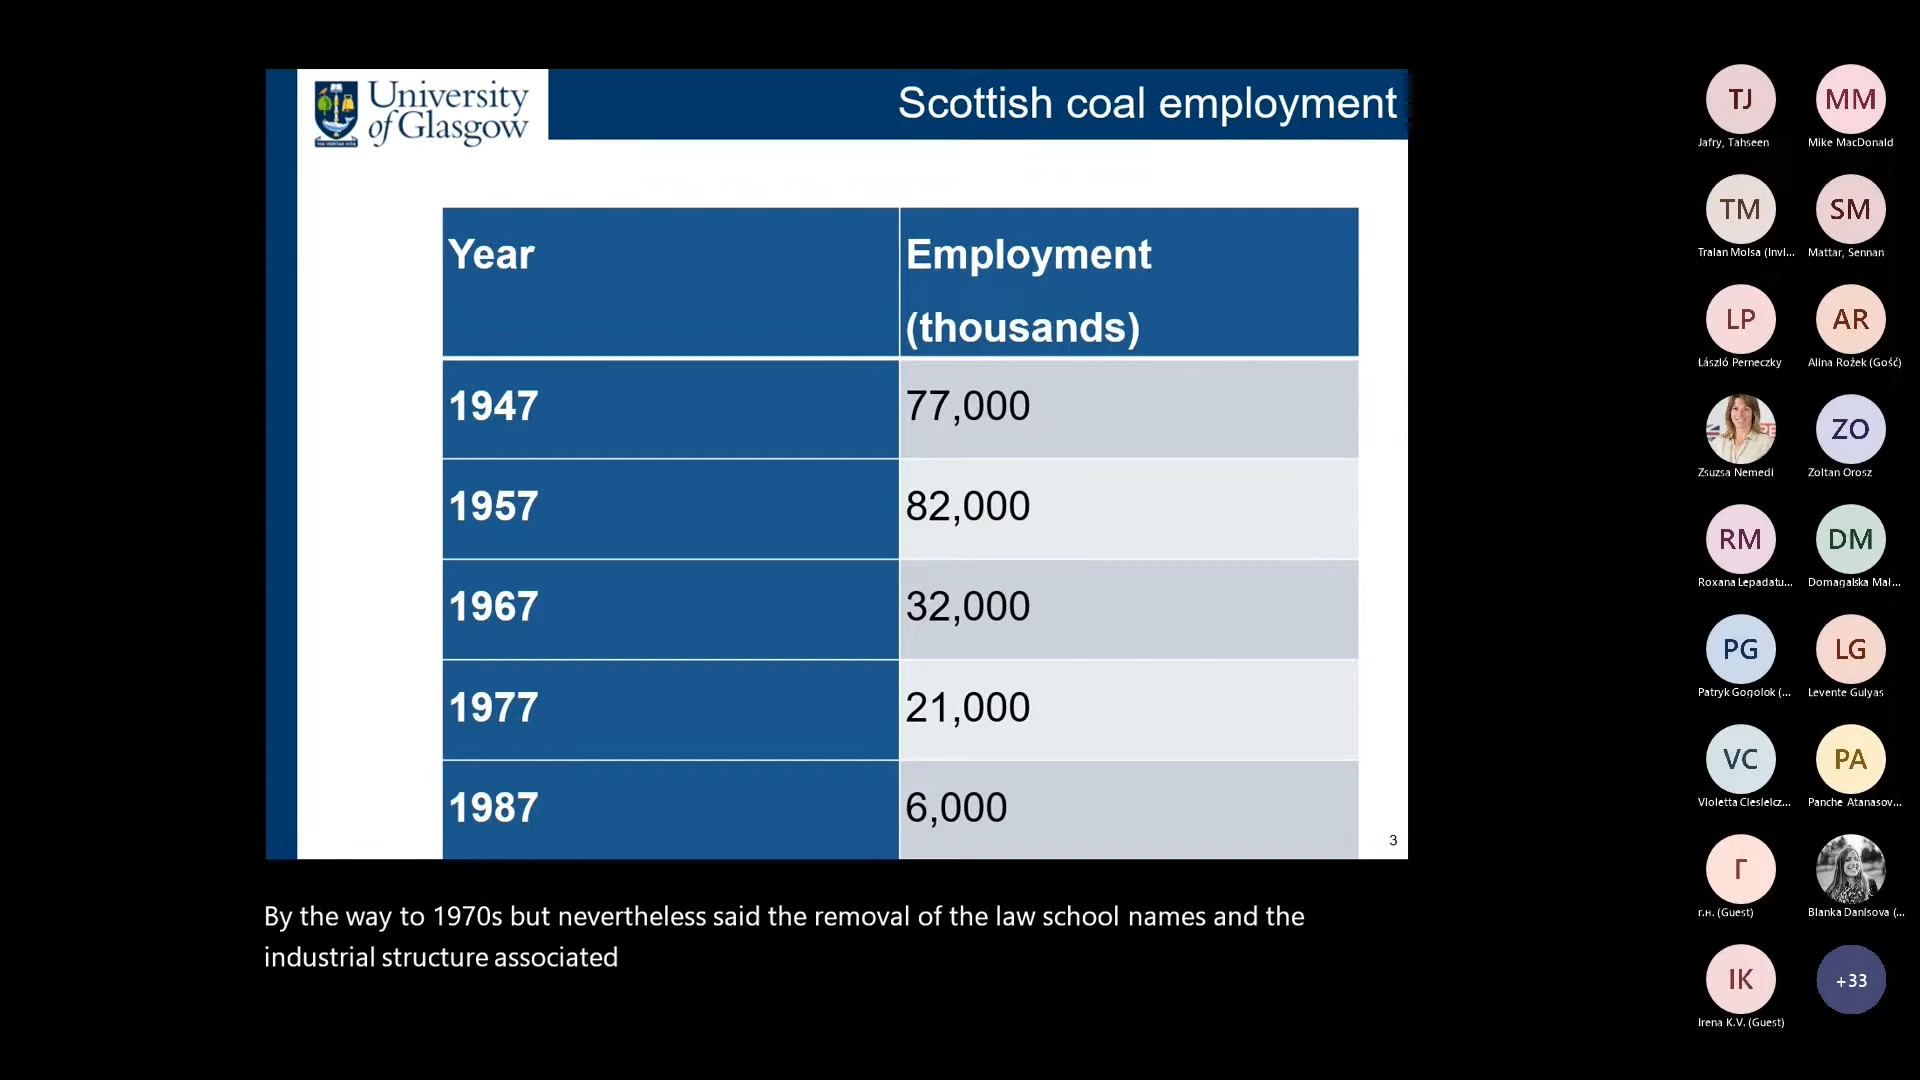 University
of Glasgow
VIA VERITAS VITA
Scottish coal employment
Year
Employment
(thousands)
1947
77,000
1957
82,000
1967
32,000
1977
21,000
1987
6,000
3
By the way to 1970s but nevertheless said the removal of the law school names and the
industrial structure associated
TJ
Jafry, Tahseen
MM
Mike MacDonald
TM
Traian Moisa (Invi...
SM
Mattar, Sennan
LP
László Perneczky
AR
Alina Rożek (Gość)
Zsuzsa Nemedi
ZO
Zoltan Orosz
RM
Roxana Lepadatu...
DM
Domagalska Mal...
PG
Patryk Gogolok (...
LG
Levente Gulyas
VC
Violetta Ciesielcz...
PA
Panche Atanasov...
Г
г.н. (Guest)
Blanka Danisova (...
IK
Irena K.V. (Guest)
+33